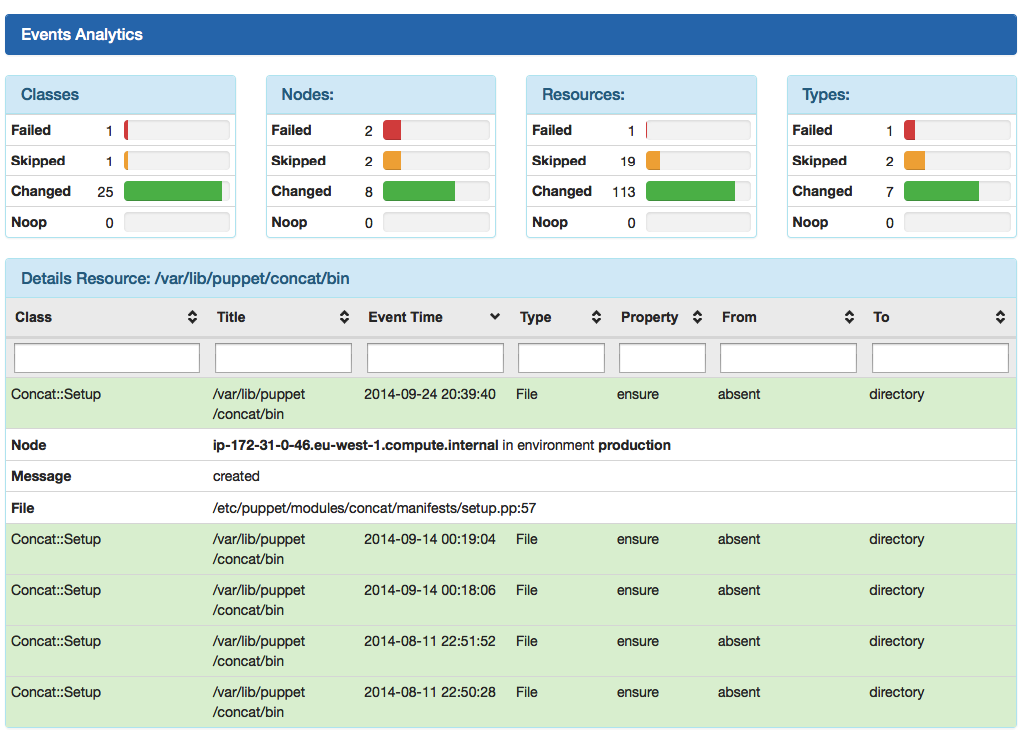 Events Analytics
Classes
Failed 1
Skipped 1
Changed 25
Noop 0
Nodes:
Failed 2
Skipped 2
Changed 8
Noop 0
Resources:
Failed 1
Skipped 19
Changed 113
Noop 0
Types:
Failed 1
Skipped 2
Changed 7
Noop 0
Details Resource: /var/lib/puppet/concat/bin
Class Title Event Time Type Property From To
Concat::Setup /var/lib/puppet 2014-09-24 20:39:40 File ensure absent directory
/concat/bin
Node ip-172-31-0-46.eu-west-1.compute.internal in environment production
Message created
File /etc/puppet/modules/concat/manifests/setup.pp:57
Concat::Setup /var/lib/puppet 2014-09-14 00:19:04 File ensure absent directory
/concat/bin
Concat::Setup /var/lib/puppet 2014-09-14 00:18:06 File ensure absent directory
/concat/bin
Concat::Setup /var/lib/puppet 2014-08-11 22:51:52 File ensure absent directory
/concat/bin
Concat::Setup /var/lib/puppet 2014-08-11 22:50:28 File ensure absent directory
/concat/bin